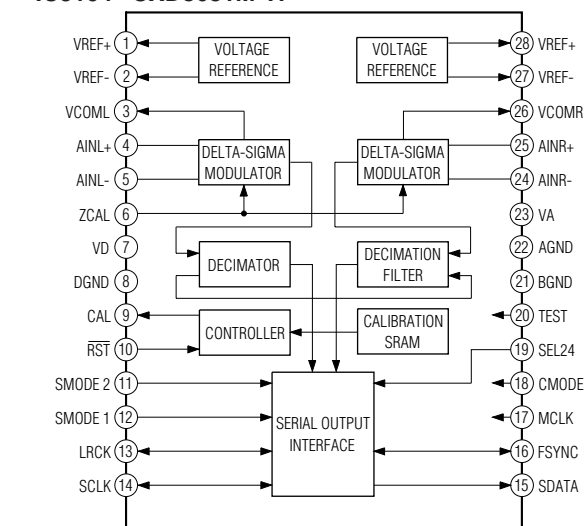 VREF+ 1 VOLTAGE REFERENCE VOLTAGE REFERENCE 28 VREF+
VREF- 2 27 VREF-
VCOML 3 26 VCOMR
AINL+ 4 DELTA-SIGMA MODULATOR DELTA-SIGMA MODULATOR 25 AINR+
AINL- 5 24 AINR-
ZCAL 6 23 VA
VD 7 DECIMATOR DECIMATION FILTER 22 AGND
DGND 8 21 BGND
CAL 9 CONTROLLER CALIBRATION SRAM 20 TEST
RST 10 19 SEL24
SMODE 2 11 18 CMODE
SMODE 1 12 SERIAL OUTPUT INTERFACE 17 MCLK
LRCK 13 16 FSYNC
SCLK 14 15 SDATA